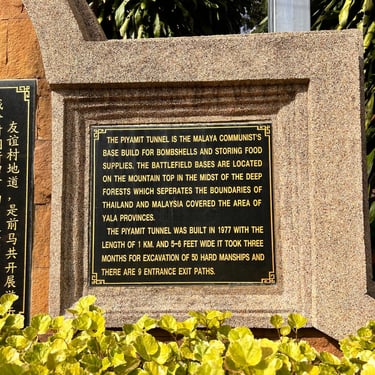 THE PIYAMIT TUNNEL IS THE MALAYA COMMUNIST'S
BASE BUILD FOR BOMBSHELLS AND STORING FOOD
SUPPLIES, THE BATTLEFIELD BASES ARE LOCATED
ON THE MOUNTAIN TOP IN THE MIDST OF THE DEEP
FORESTS WHICH SEPERATES THE BOUNDARIES OF
THAILAND AND MALAYSIA COVERED THE AREA OF
YALA PROVINCES.
THE PIYAMIT TUNNEL WAS BUILT IN 1977 WITH THE
LENGTH OF 1 KM. AND 5-6 FEET WIDE IT TOOK THREE
MONTHS FOR EXCAVATION OF 50 HARD MANSHIPS AND
THERE ARE 9 ENTRANCE EXIT PATHS.
友谊村地道，是前马共开展游